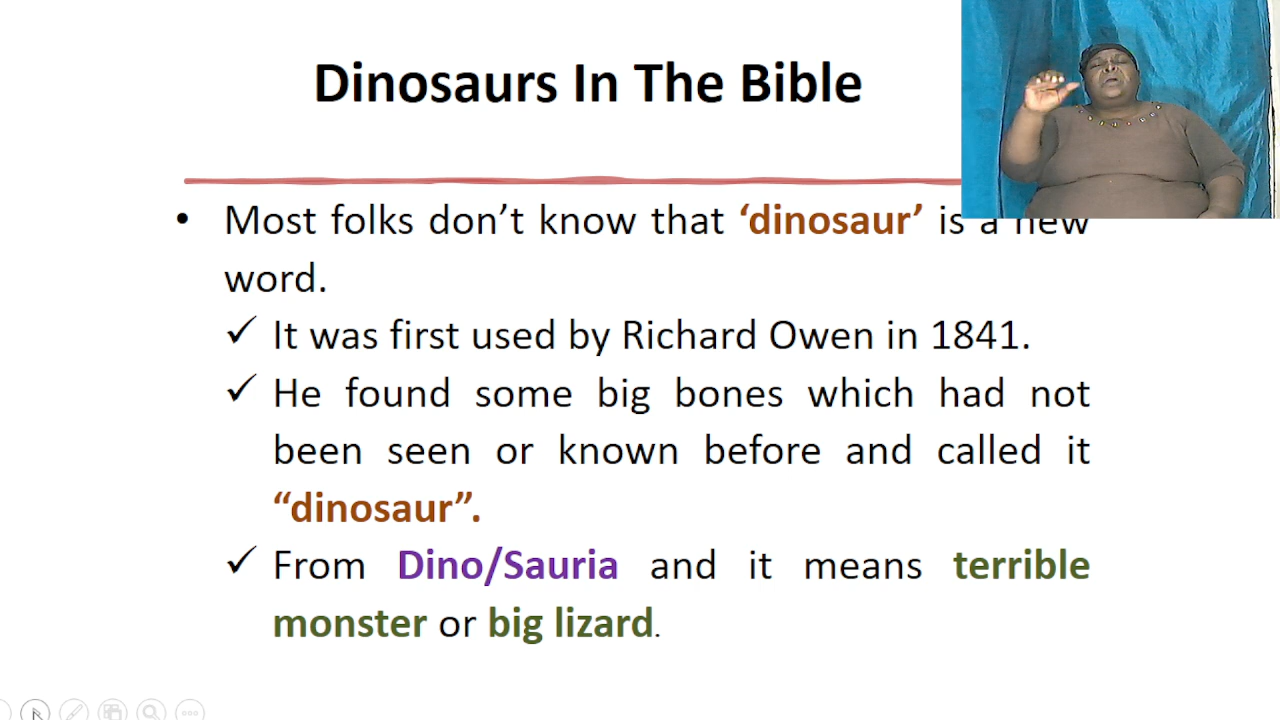 Dinosaurs In The Bible
• Most folks don’t know that ‘dinosaur’ is a new
word.
✓ It was first used by Richard Owen in 1841.
✓ He found some big bones which had not
been seen or known before and called it
“dinosaur”.
✓ From Dino/Sauria and it means terrible
monster or big lizard.